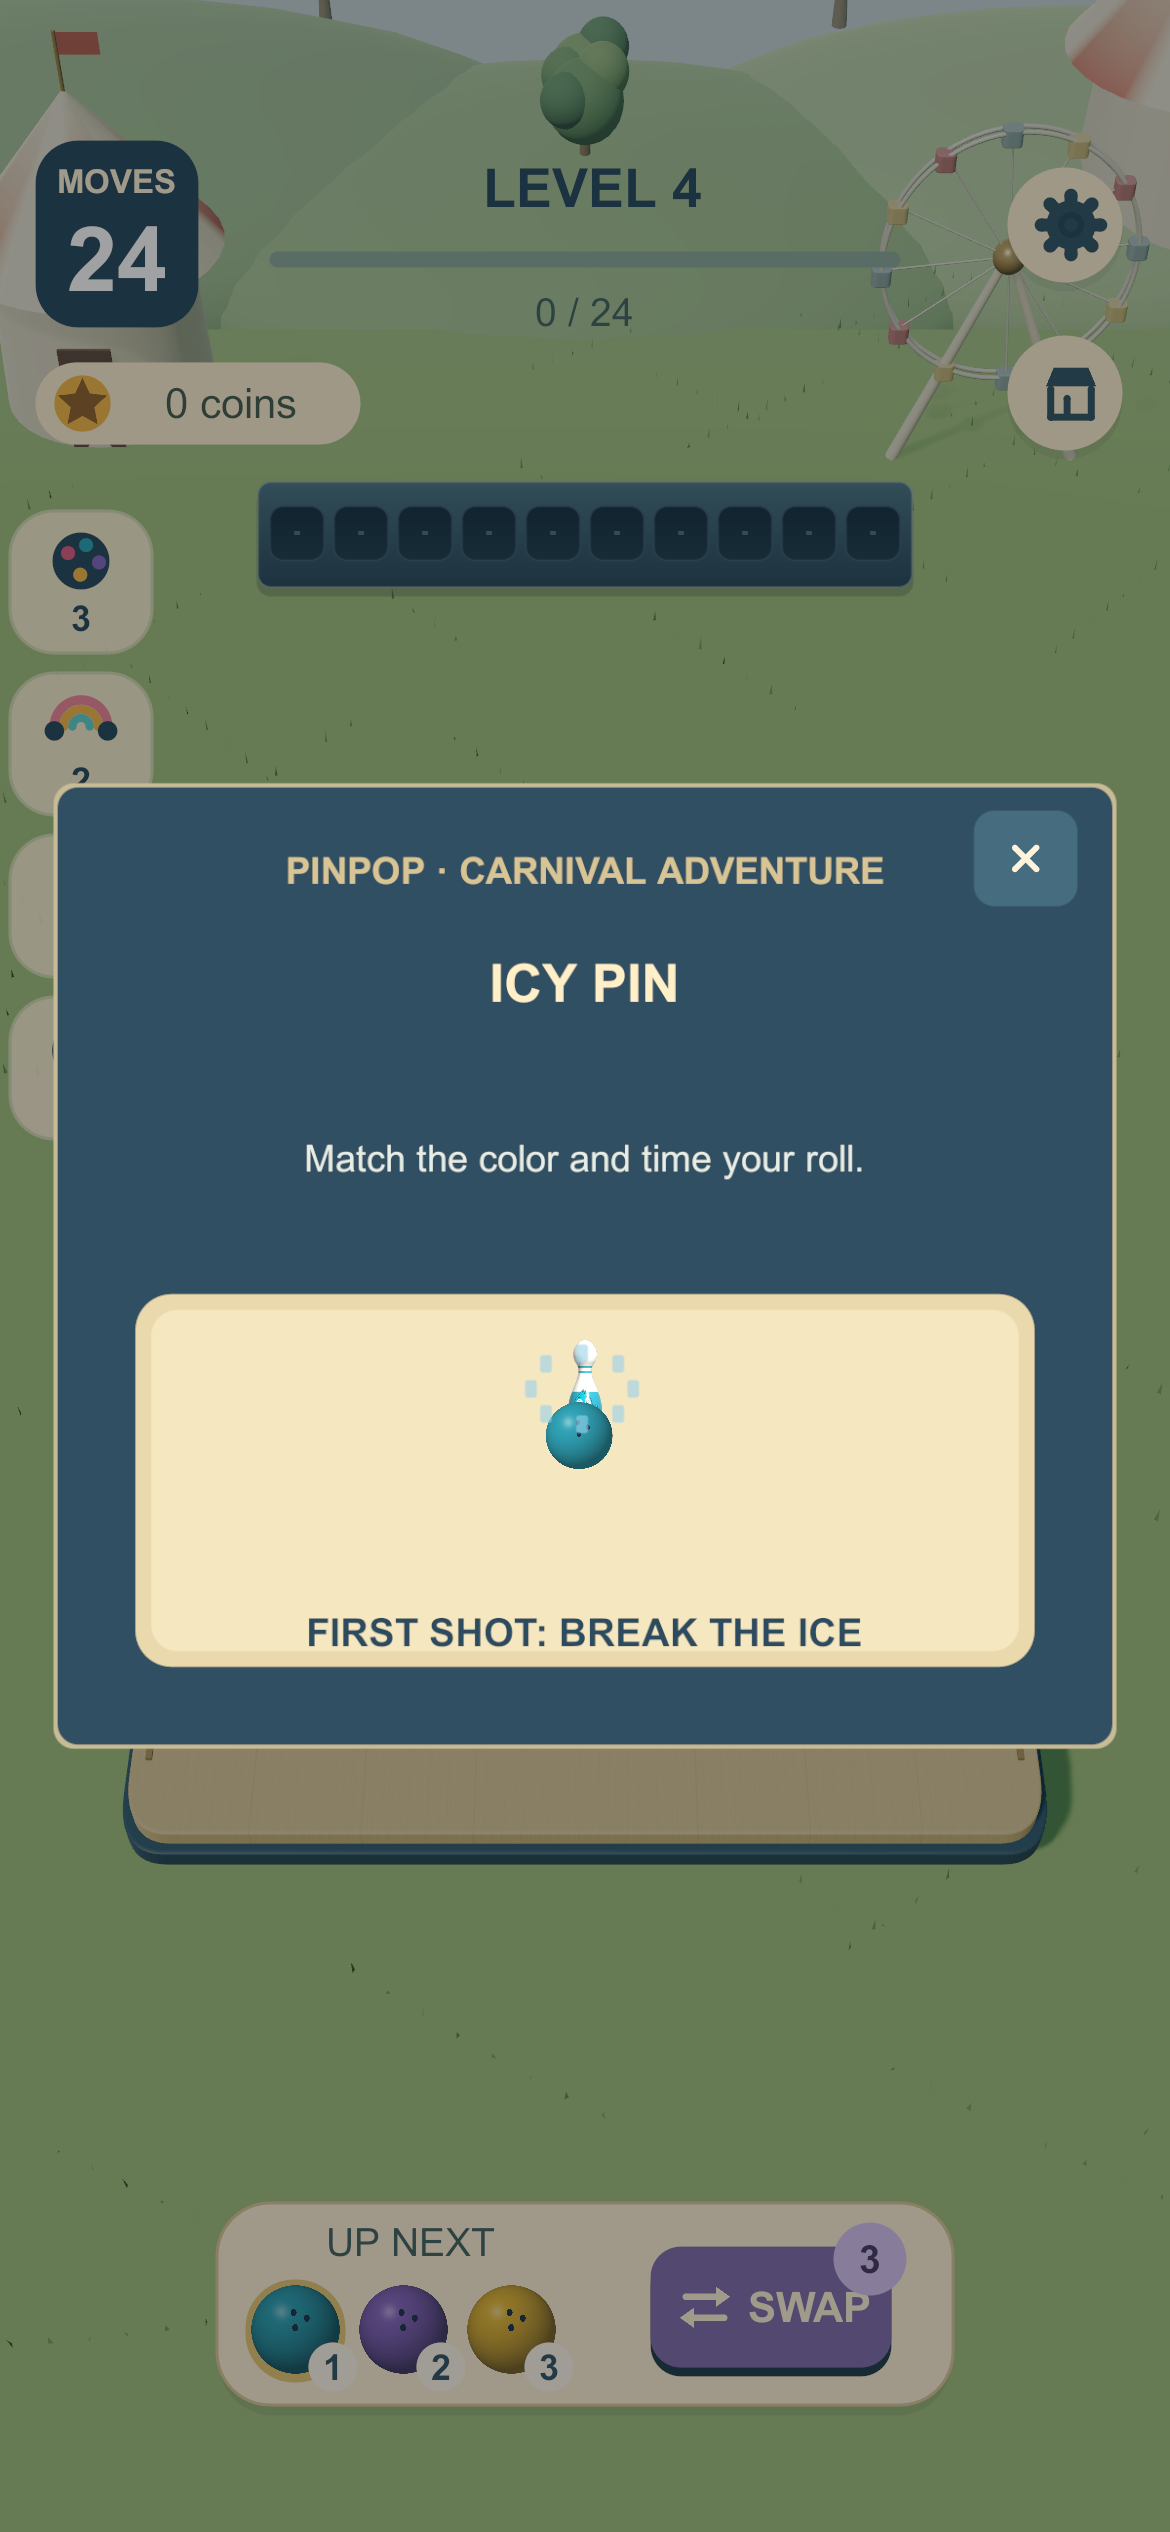 MOVES
24
LEVEL 4
0 / 24
0 coins
3
2
PINPOP · CARNIVAL ADVENTURE
ICY PIN
Match the color and time your roll.
FIRST SHOT: BREAK THE ICE
UP NEXT
1
2
3
SWAP
3